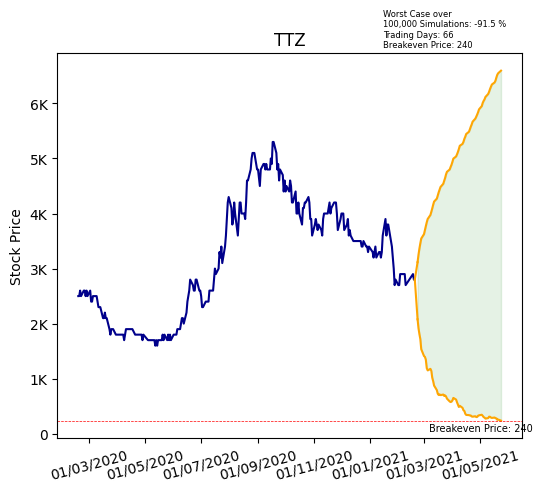 Worst Case over
100,000 Simulations: -91.5 %
Trading Days: 66
Breakeven Price: 240
TTZ
Stock Price
6K
5K
4K
3K
2K
1K
0
Breakeven Price: 240
01/03/2020
01/05/2020
01/07/2020
01/09/2020
01/11/2020
01/01/2021
01/03/2021
01/05/2021